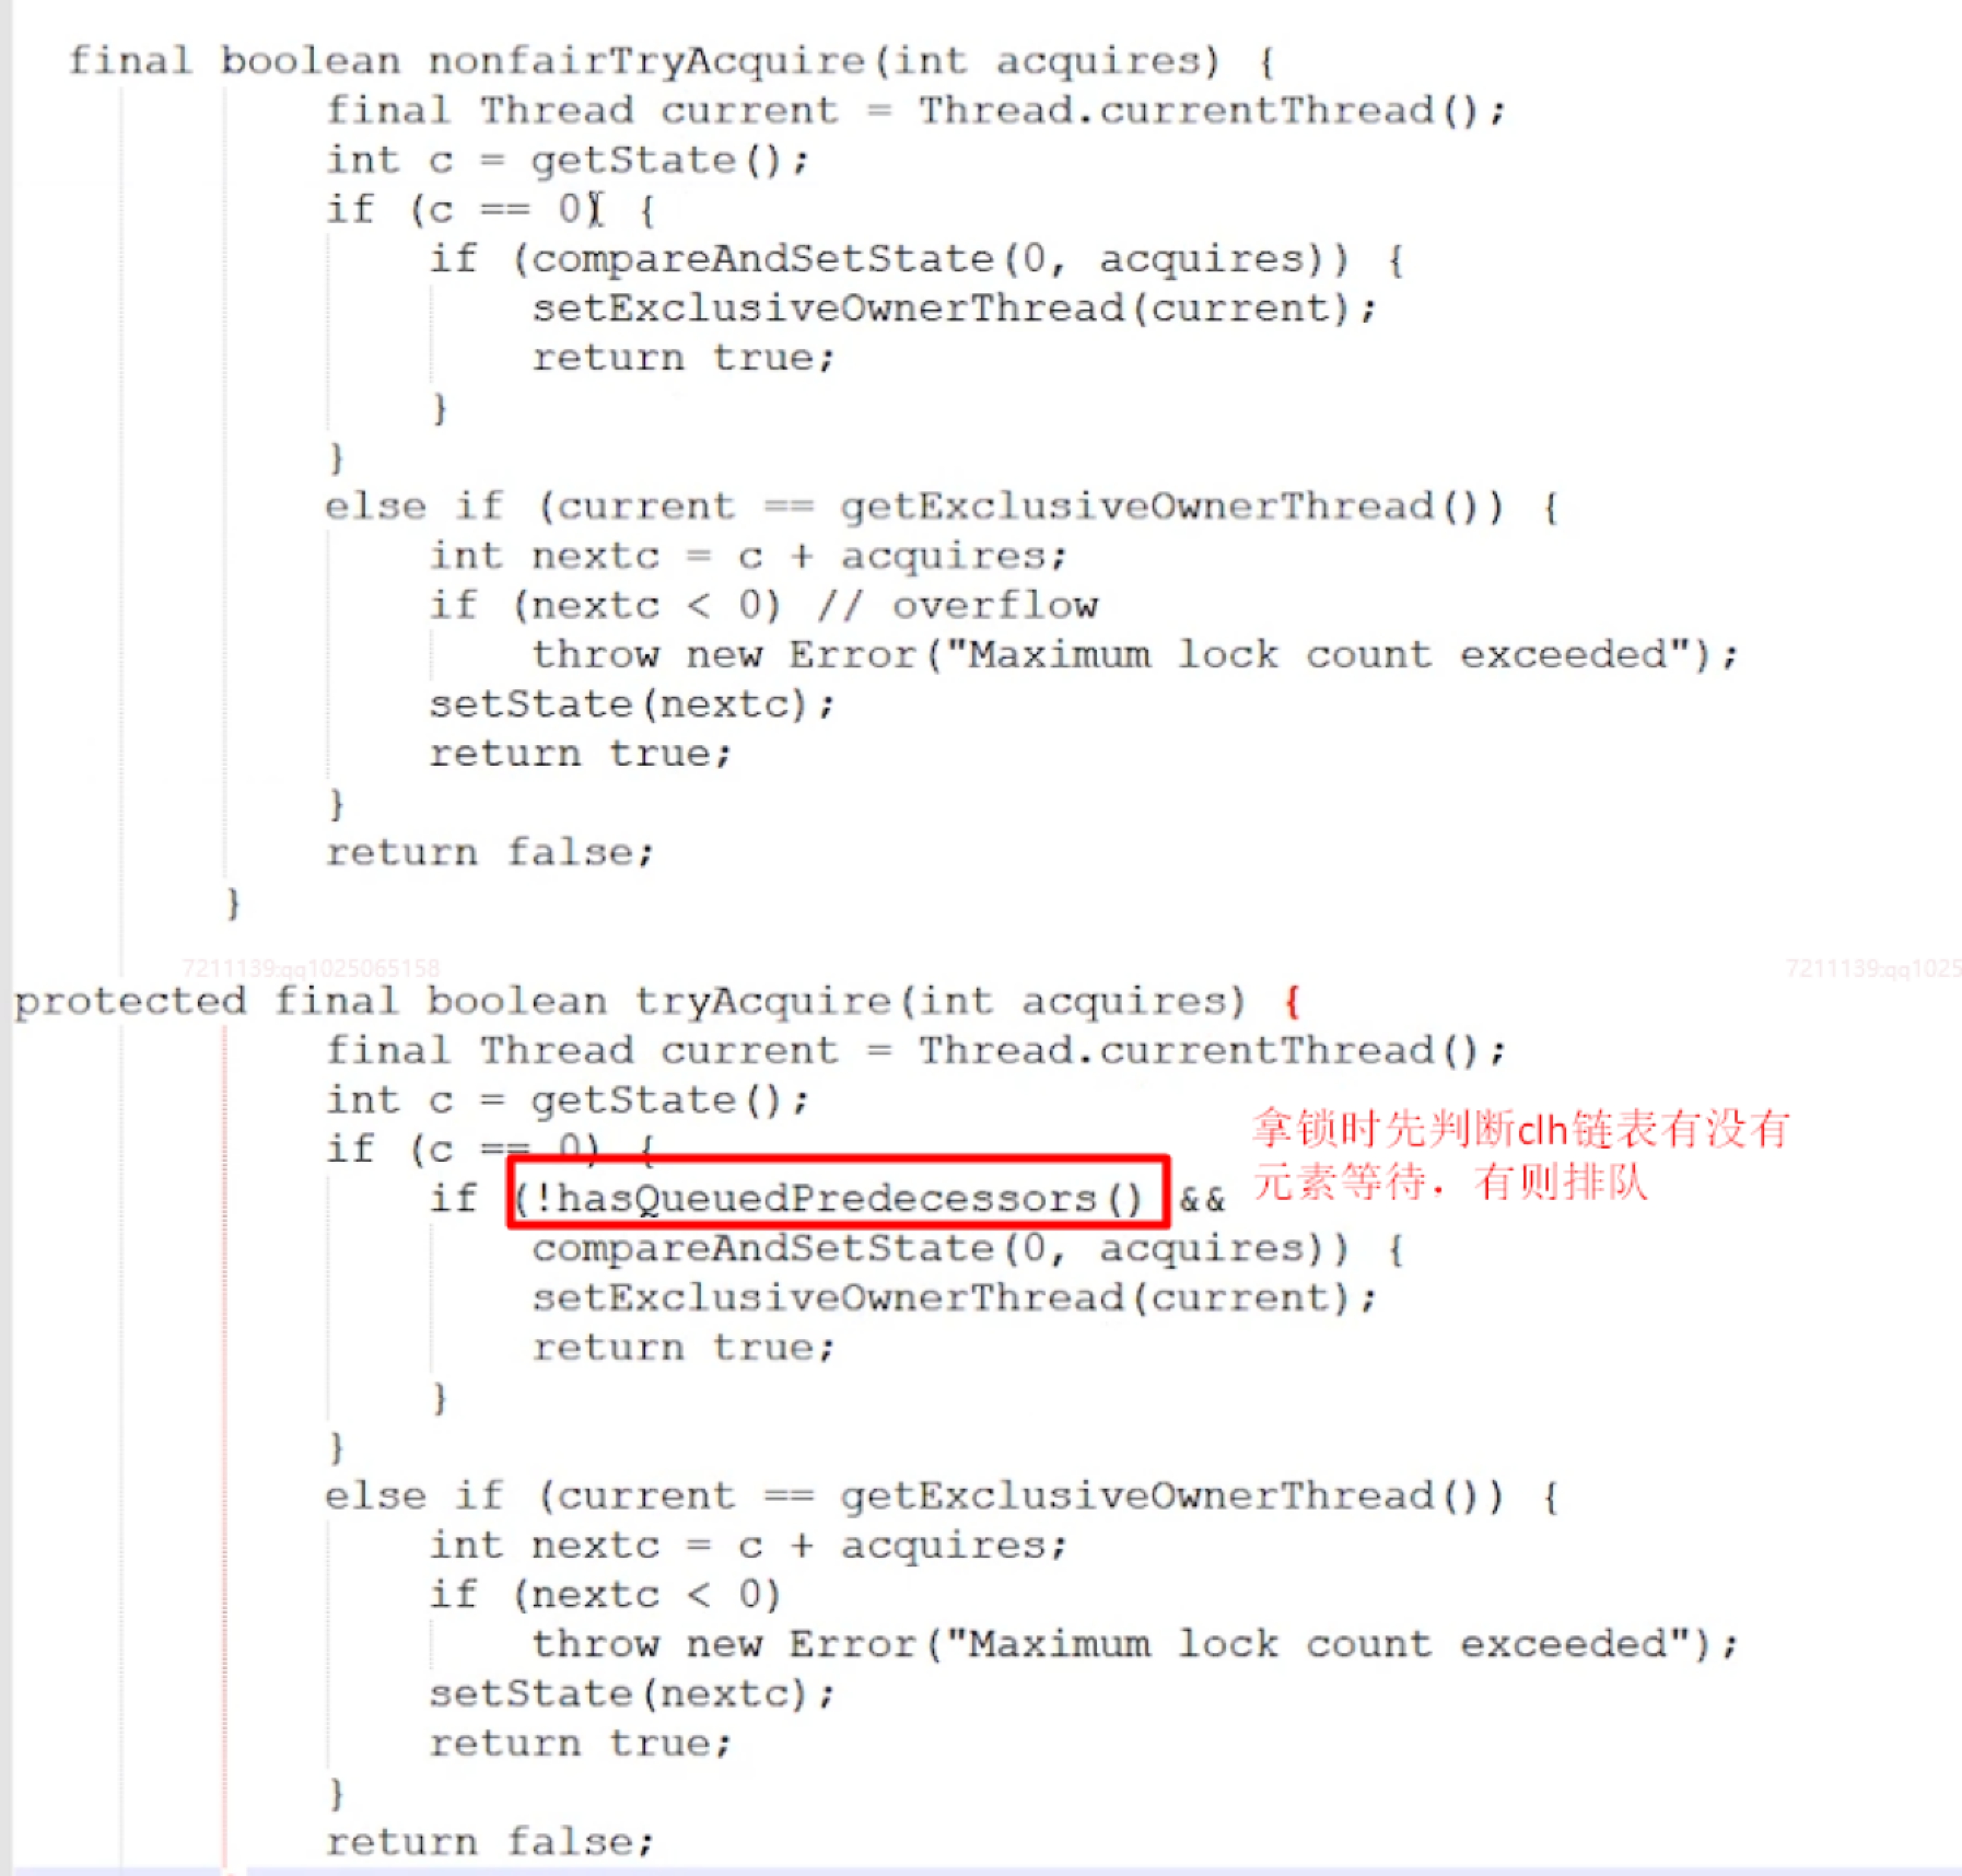 final boolean nonfairTryAcquire(int acquires) {
final Thread current = Thread.currentThread();
int c = getState();
if (c == 0) {
if (compareAndSetState(0, acquires)) {
setExclusiveOwnerThread(current);
return true;
}
}
else if (current == getExclusiveOwnerThread()) {
int nextc = c + acquires;
if (nextc < 0) // overflow
throw new Error("Maximum lock count exceeded");
setState(nextc);
return true;
}
return false;
}
7211139:qq1025065158
7211139:qq1025
protected final boolean tryAcquire(int acquires) {
final Thread current = Thread.currentThread();
int c = getState();
if (c == 0) {
if (!hasQueuedPredecessors() &&
拿锁时先判断clh链表有没有
元素等待．有则排队
compareAndSetState(0, acquires)) {
setExclusiveOwnerThread(current);
return true;
}
}
else if (current == getExclusiveOwnerThread()) {
int nextc = c + acquires;
if (nextc < 0)
throw new Error("Maximum lock count exceeded");
setState(nextc);
return true;
}
return false;